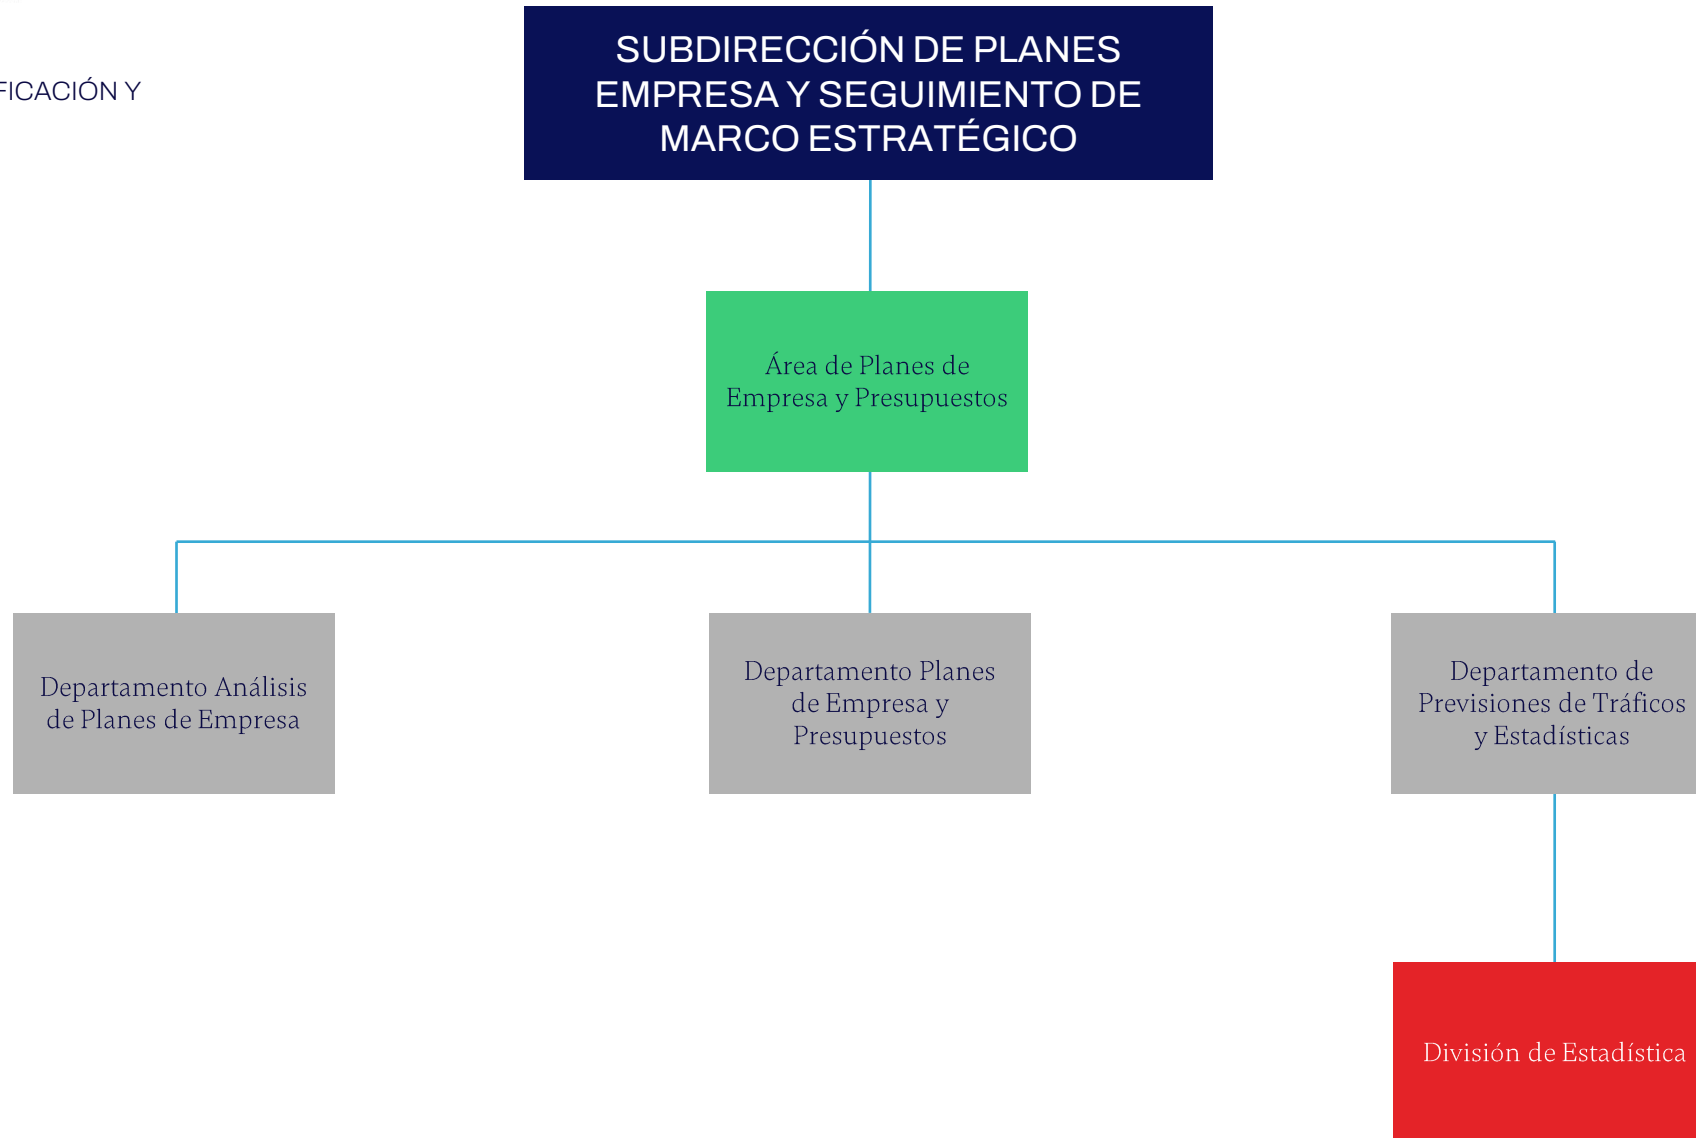 FICACIÓN Y
SUBDIRECCIÓN DE PLANES
EMPRESA Y SEGUIMIENTO DE
MARCO ESTRATÉGICO
Área de Planes de
Empresa y Presupuestos
Departamento Análisis
de Planes de Empresa
Departamento Planes
de Empresa y
Presupuestos
Departamento de
Previsiones de Tráficos
y Estadísticas
División de Estadística